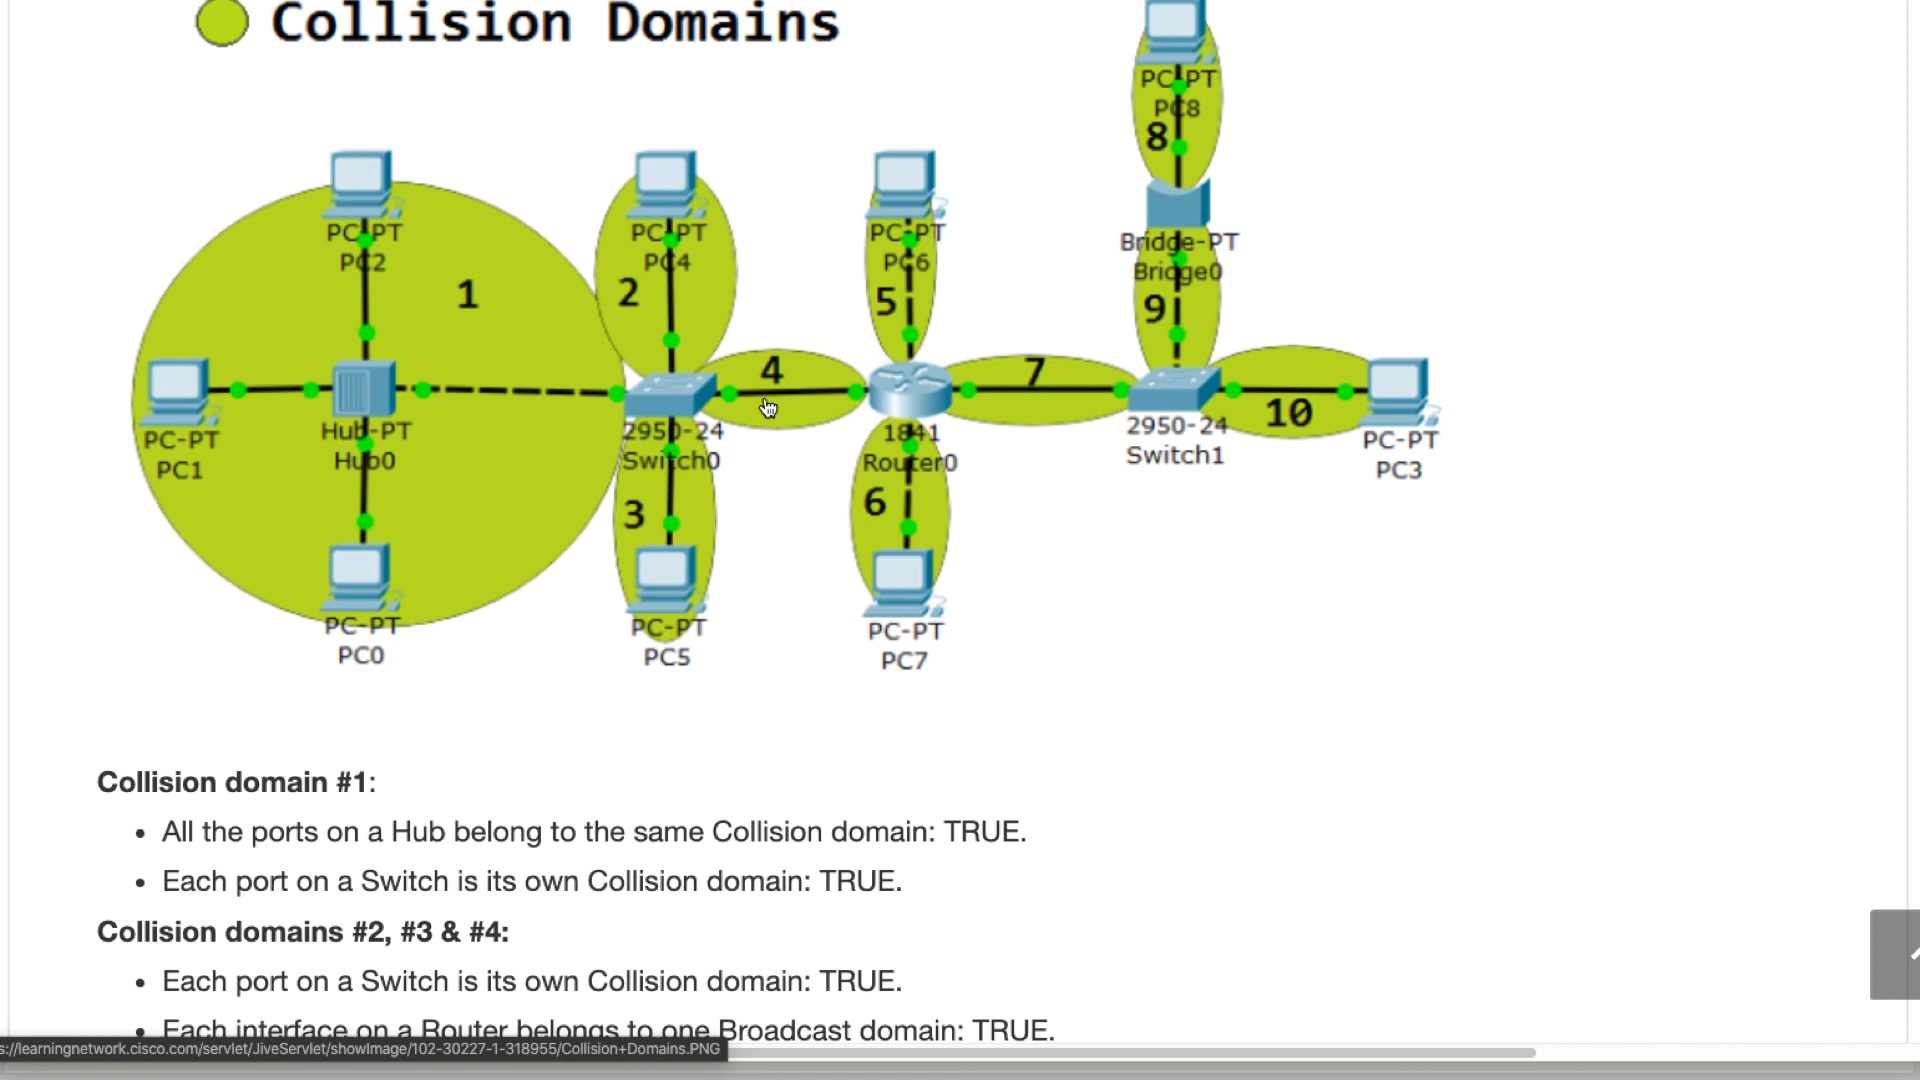 Collision Domains
PC-PT
PC8
8
PC-PT
PC2
1
PC-PT
PC4
2
PC-PT
PC6
5
Bridge-PT
Bridge0
9
4
7
10
PC-PT
PC1
Hub-PT
Hub0
2950-24
Switch0
1841
Router0
2950-24
Switch1
PC-PT
PC3
3
6
PC-PT
PC0
PC-PT
PC5
PC-PT
PC7
Collision domain #1:
• All the ports on a Hub belong to the same Collision domain: TRUE.
• Each port on a Switch is its own Collision domain: TRUE.
Collision domains #2, #3 & #4:
• Each port on a Switch is its own Collision domain: TRUE.
• Each interface on a Router belongs to one Broadcast domain: TRUE.
s://learningnetwork.cisco.com/servlet/JiveServlet/showImage/102-30227-1-318955/Collision+Domains.PNG